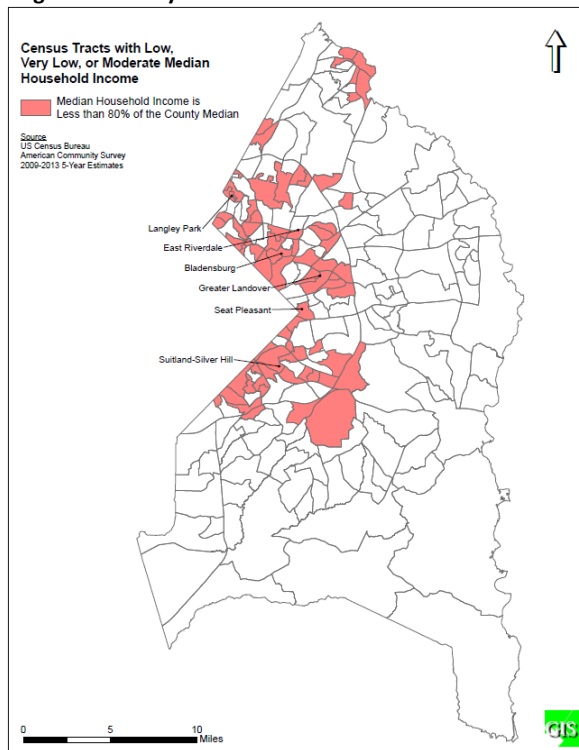 Census Tracts with Low,
Very Low, or Moderate Median
Household Income
Median Household Income is
Less than 80% of the County Median
Source
US Census Bureau
American Community Survey
2009-2013 5-Year Estimates
Langley Park
East Riverdale
Bladensburg
Greater Landover
Seat Pleasant
Suitland-Silver Hill
0 5 10
Miles
GIS